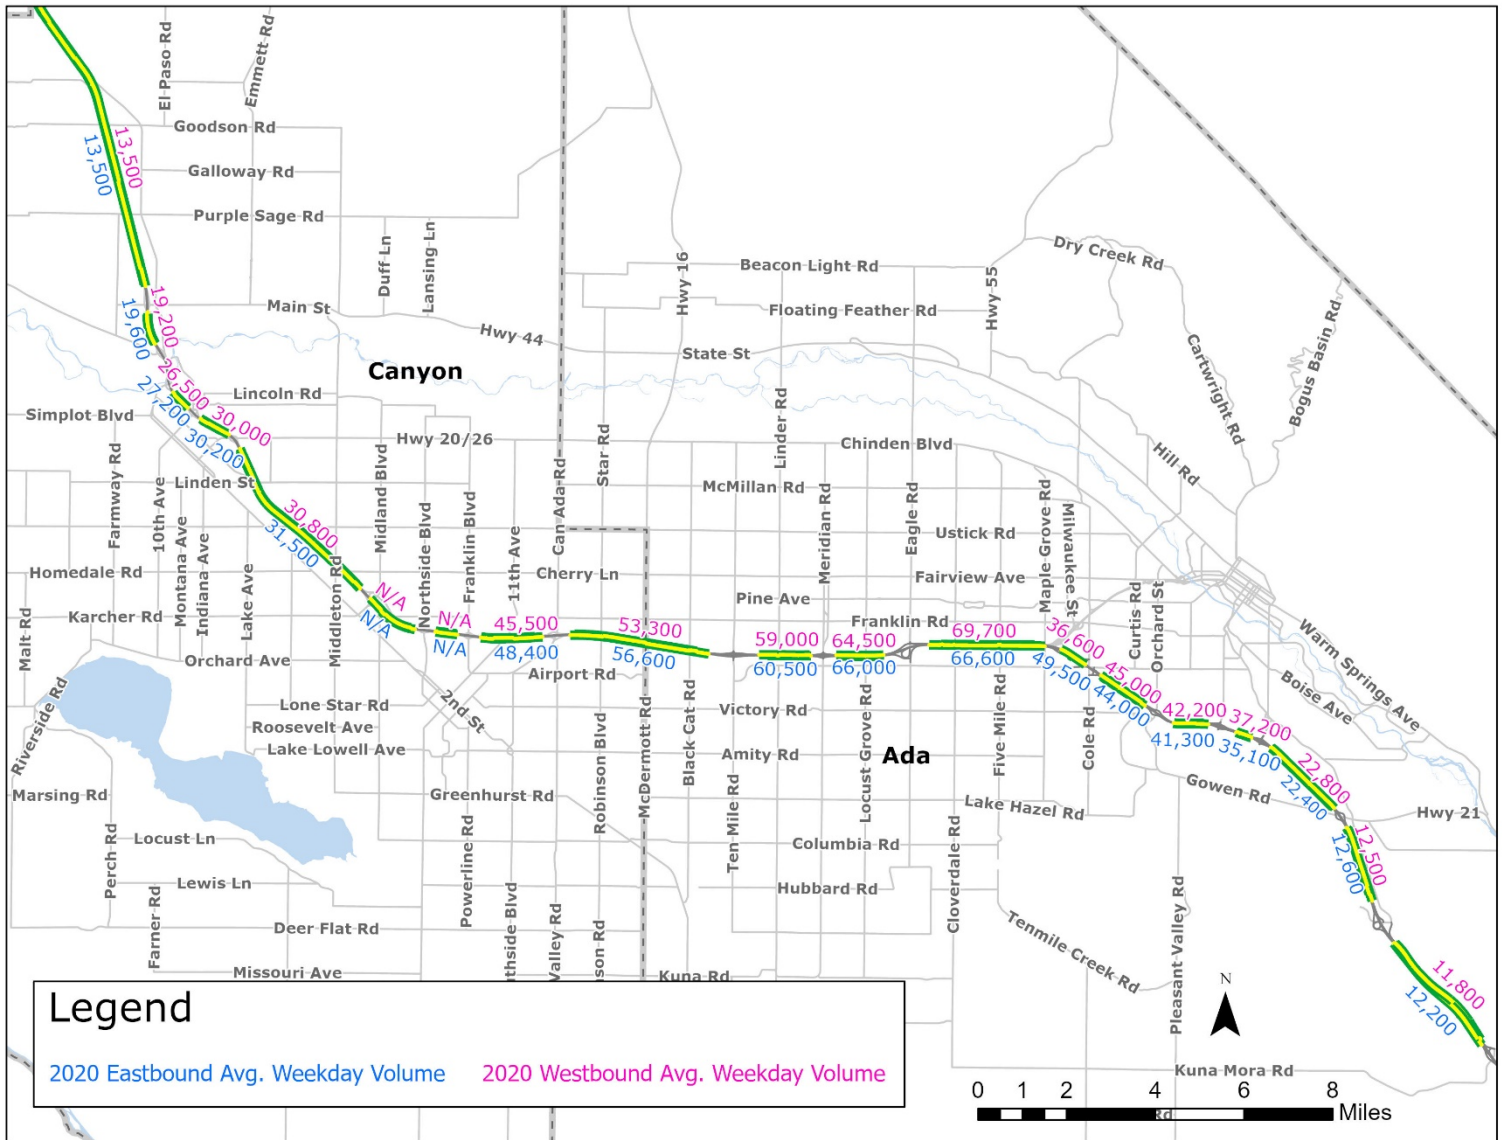 El Paso Rd
Emmett Rd
Goodson Rd
13,500
13,500
Galloway Rd
Purple Sage Rd
Duff Ln
Lansing Ln
Hwy 16
Beacon Light Rd
Hwy 55
Dry Creek Rd
Floating Feather Rd
Main St
Hwy 44
State St
19,200
19,600
Cartwright Rd
Bogus Basin Rd
Canyon
26,500
27,200
Lincoln Rd
Simplot Blvd
30,000
30,200
Hwy 20/26
Star Rd
Linder Rd
Chinden Blvd
Hill Rd
Farmway Rd
10th Ave
Linden St
Midland Blvd
Can Ada Rd
McMillan Rd
Meridian Rd
Eagle Rd
Maple Grove Rd
Milwaukee St
Ustick Rd
Montana Ave
Indiana Ave
30,800
31,500
Northside Blvd
Franklin Blvd
11th Ave
Homedale Rd
Cherry Ln
Fairview Ave
Pine Ave
Curtis Rd
Orchard St
Malt Rd
Karcher Rd
Lake Ave
Middleton Rd
N/A
N/A
N/A
N/A
45,500
48,400
53,300
56,600
59,000
60,500
64,500
66,000
Franklin Rd
69,700
66,600
36,600
49,500
45,000
44,000
Warm Springs Ave
Boise Ave
Orchard Ave
Airport Rd
Riverside Rd
Lone Star Rd
2nd St
Roosevelt Ave
Lake Lowell Ave
Robinson Blvd
McDermott Rd
Black Cat Rd
Victory Rd
Amity Rd
Locust Grove Rd
Ada
Five Mile Rd
Cole Rd
42,200
41,300
37,200
35,100
22,800
22,400
Gowen Rd
Hwy 21
Marsing Rd
Greenhurst Rd
Ten Mile Rd
Lake Hazel Rd
Locust Ln
Perch Rd
Powerline Rd
Columbia Rd
Cloverdale Rd
12,500
12,600
Lewis Ln
Farner Rd
Hubbard Rd
Pleasant Valley Rd
Deer Flat Rd
thside Blvd
Valley Rd
son Rd
Tenmile Creek Rd
Missouri Ave
Kuna Rd
11,800
12,200
N
Legend
2020 Eastbound Avg. Weekday Volume
2020 Westbound Avg. Weekday Volume
Kuna Mora Rd
0 1 2 4 6 8
Miles
Rd